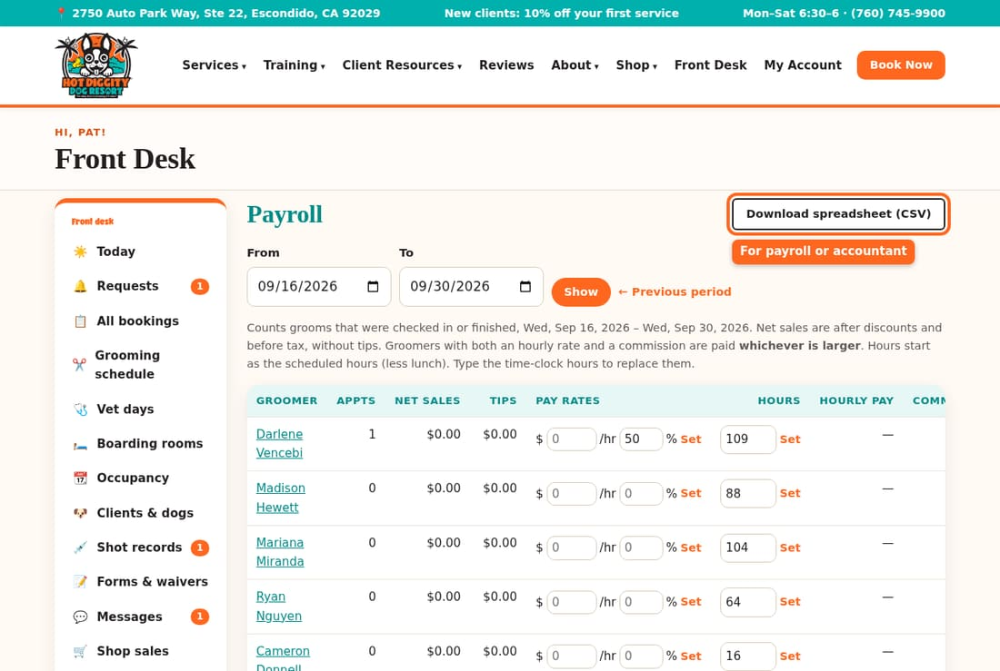 📍 2750 Auto Park Way, Ste 22, Escondido, CA 92029
New clients: 10% off your first service
Mon–Sat 6:30–6 · (760) 745-9900
HOT DIGGITY
DOG RESORT
Services ▾
Training ▾
Client Resources ▾
Reviews
About ▾
Shop ▾
Front Desk
My Account
Book Now
HI, PAT!
Front Desk
Front desk
☀️ Today
🔔 Requests 1
📋 All bookings
✂️ Grooming
schedule
🩺 Vet days
🛏️ Boarding rooms
📆 Occupancy
🐶 Clients & dogs
💉 Shot records 1
📝 Forms & waivers
💬 Messages 1
🛒 Shop sales
Payroll
Download spreadsheet (CSV)
For payroll or accountant
From To
09/16/2026 09/30/2026 Show ← Previous period
Counts grooms that were checked in or finished, Wed, Sep 16, 2026 – Wed, Sep 30, 2026. Net sales are after discounts and
before tax, without tips. Groomers with both an hourly rate and a commission are paid whichever is larger. Hours start
as the scheduled hours (less lunch). Type the time-clock hours to replace them.
GROOMER APPTS NET SALES TIPS PAY RATES HOURS HOURLY PAY
Darlene 1 $0.00 $0.00 $ 0 /hr 50 % Set 109 Set —
Vencebi
Madison 0 $0.00 $0.00 $ 0 /hr 0 % Set 88 Set —
Hewett
Mariana 0 $0.00 $0.00 $ 0 /hr 0 % Set 104 Set —
Miranda
Ryan 0 $0.00 $0.00 $ 0 /hr 0 % Set 64 Set —
Nguyen
Cameron 0 $0.00 $0.00 $ 0 /hr 0 % Set 16 Set —
Donnell